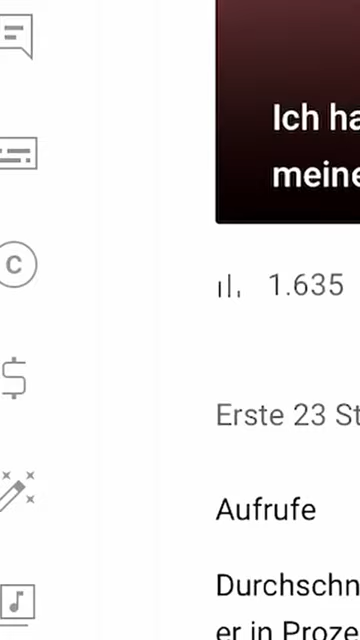 Ich ha
meine
1.635
Erste 23 St
Aufrufe
Durchschn
er in Proze